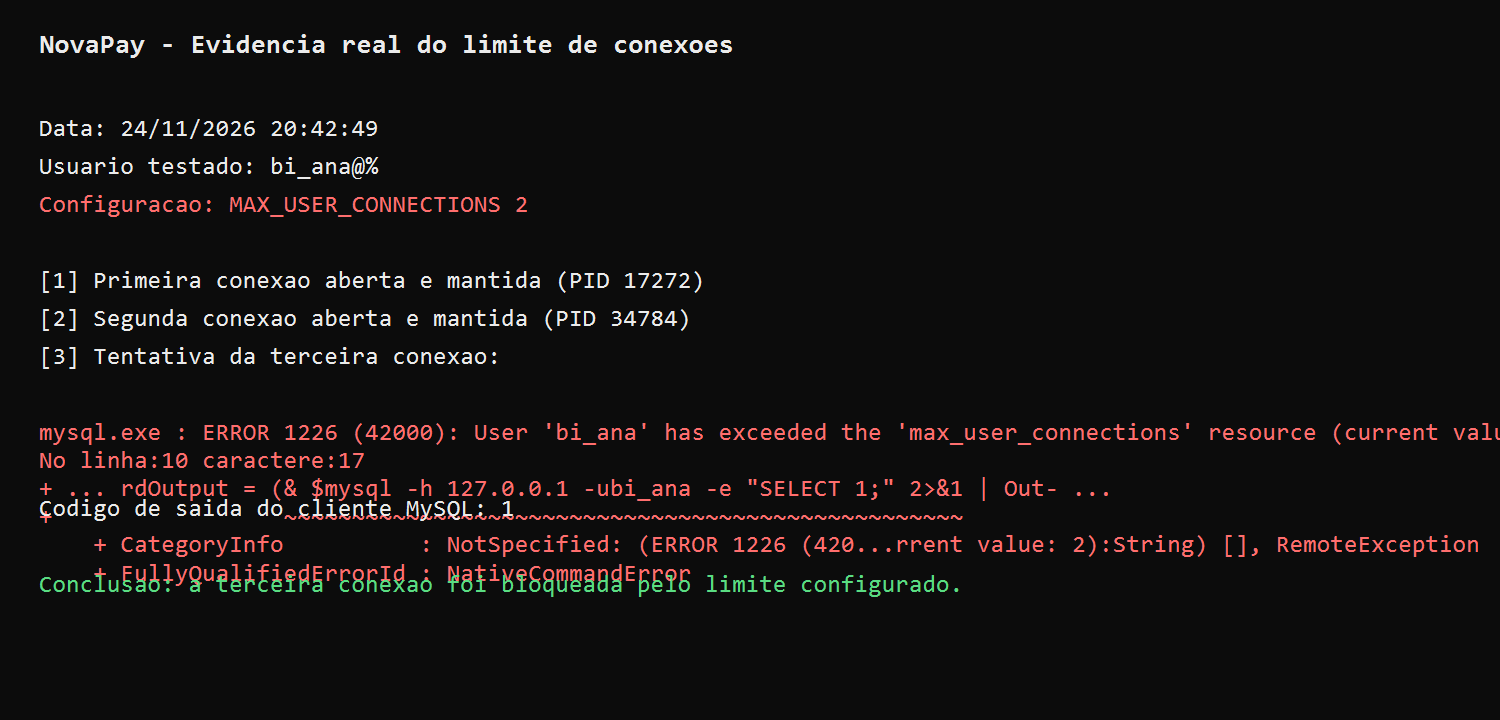 NovaPay - Evidencia real do limite de conexoes
Data: 24/11/2026 20:42:49
Usuario testado: bi_ana@%
Configuracao: MAX_USER_CONNECTIONS 2
[1] Primeira conexao aberta e mantida (PID 17272)
[2] Segunda conexao aberta e mantida (PID 34784)
[3] Tentativa da terceira conexao:
mysql.exe : ERROR 1226 (42000): User 'bi_ana' has exceeded the 'max_user_connections' resource (current valu
No linha:10 caractere:17
+ ... rdOutput = (& $mysql -h 127.0.0.1 -ubi_ana -e "SELECT 1;" 2>&1 | Out- ...
Codigo de saida do cliente MySQL: 1
+ ~~~~~~~~~~~~~~~~~~~~~~~~~~~~~~~~~~~~~~~~~~~~~~~~~~
+ CategoryInfo : NotSpecified: (ERROR 1226 (420...rrent value: 2):String) [], RemoteException
+ FullyQualifiedErrorId : NativeCommandError
Conclusao: a terceira conexao foi bloqueada pelo limite configurado.